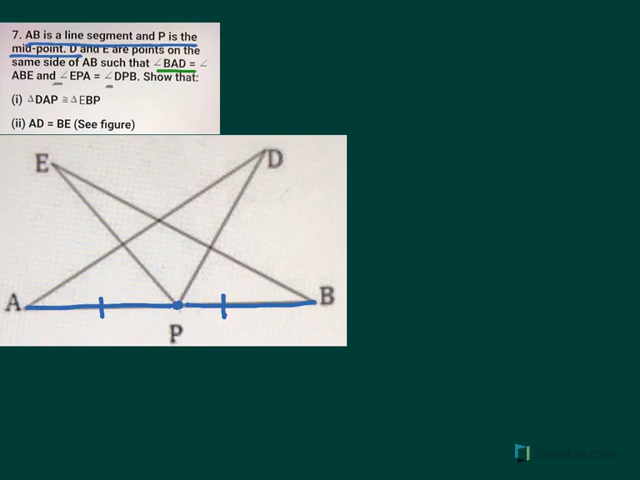 7. AB is a line segment and P is the
mid-point. D and E are points on the
same side of AB such that ∠BAD = ∠
ABE and ∠EPA = ∠DPB. Show that:
(i) ΔDAP ≅ ΔEBP
(ii) AD = BE (See figure)
E
D
A
B
P
ShowMe.com